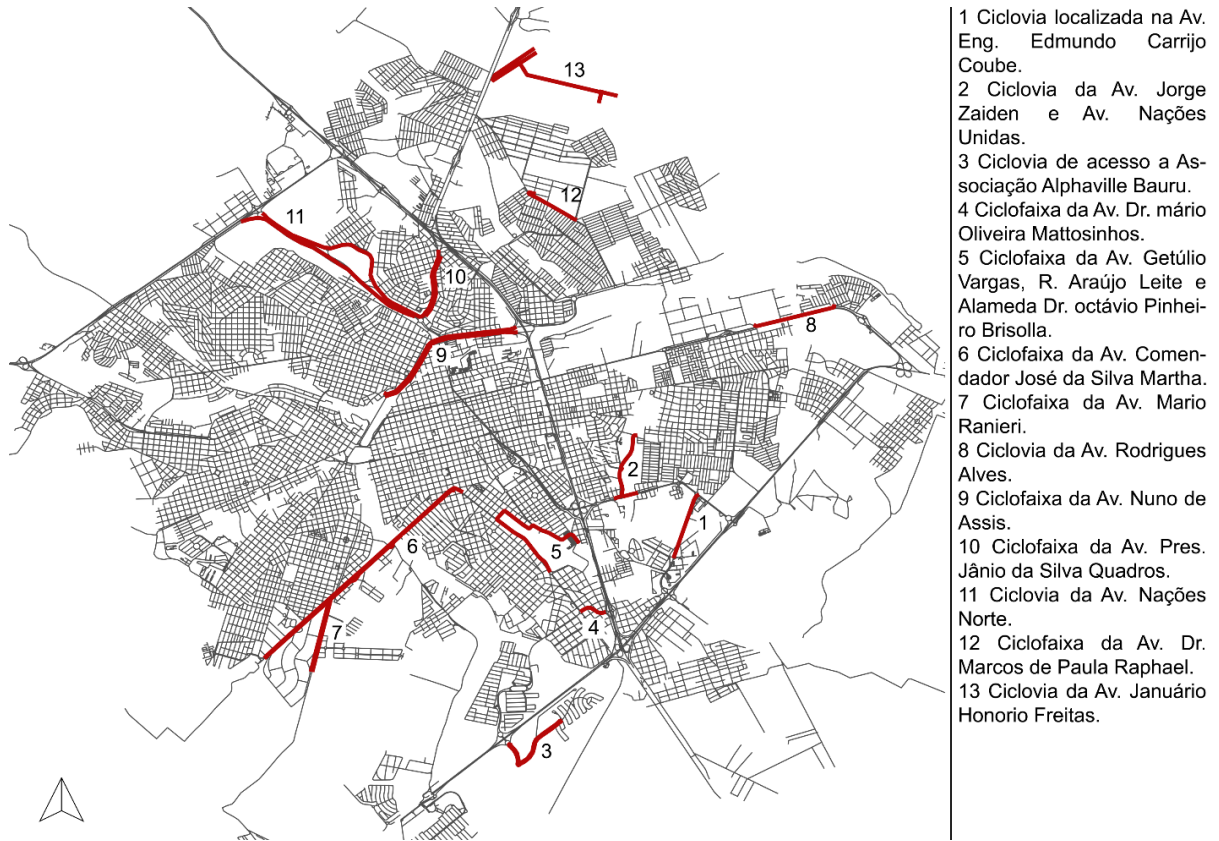 13
12
11
10
9
8
2
1
6
5
7
4
3
1 Ciclovia localizada na Av.
Eng. Edmundo Carrijo
Coube.
2 Ciclovia da Av. Jorge
Zaiden e Av. Nações
Unidas.
3 Ciclovia de acesso a As-
sociação Alphaville Bauru.
4 Ciclofaixa da Av. Dr. mário
Oliveira Mattosinhos.
5 Ciclofaixa da Av. Getúlio
Vargas, R. Araújo Leite e
Alameda Dr. octávio Pinhei-
ro Brisolla.
6 Ciclofaixa da Av. Comen-
dador José da Silva Martha.
7 Ciclofaixa da Av. Mario
Ranieri.
8 Ciclovia da Av. Rodrigues
Alves.
9 Ciclofaixa da Av. Nuno de
Assis.
10 Ciclofaixa da Av. Pres.
Jânio da Silva Quadros.
11 Ciclovia da Av. Nações
Norte.
12 Ciclofaixa da Av. Dr.
Marcos de Paula Raphael.
13 Ciclovia da Av. Januário
Honorio Freitas.